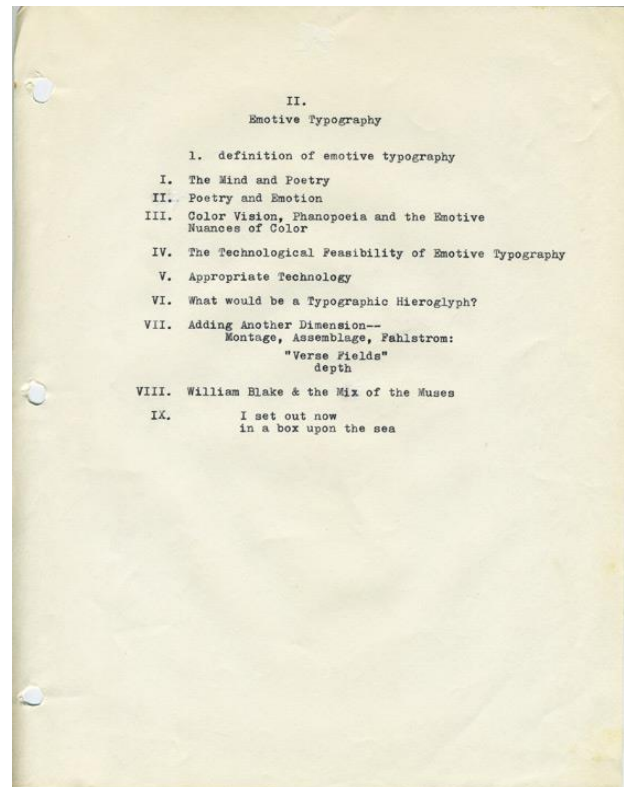 II.
Emotive Typography
1. definition of emotive typography
I. The Mind and Poetry
II. Poetry and Emotion
III. Color Vision, Phanopoeia and the Emotive
Nuances of Color
IV. The Technological Feasibility of Emotive Typography
V. Appropriate Technology
VI. What would be a Typographic Hieroglyph?
VII. Adding Another Dimension--
Montage, Assemblage, Fahlstrom:
"Verse Fields"
depth
VIII. William Blake & the Mix of the Muses
IX. I set out now
in a box upon the sea